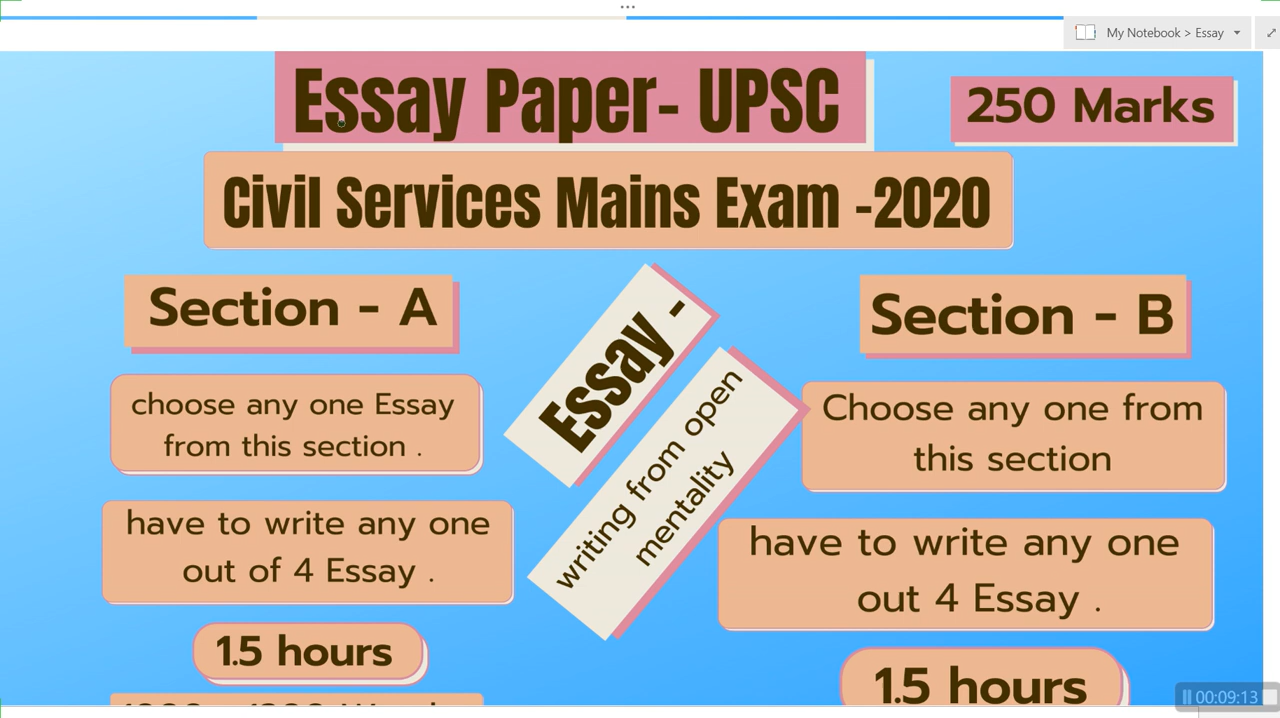 My Notebook > Essay
Essay Paper- UPSC
250 Marks
Civil Services Mains Exam -2020
Section - A
choose any one Essay
from this section .
have to write any one
out of 4 Essay .
1.5 hours
Essay -
writing from open
mentality
Section - B
Choose any one from
this section
have to write any one
out 4 Essay .
1.5 hours
00:09:13